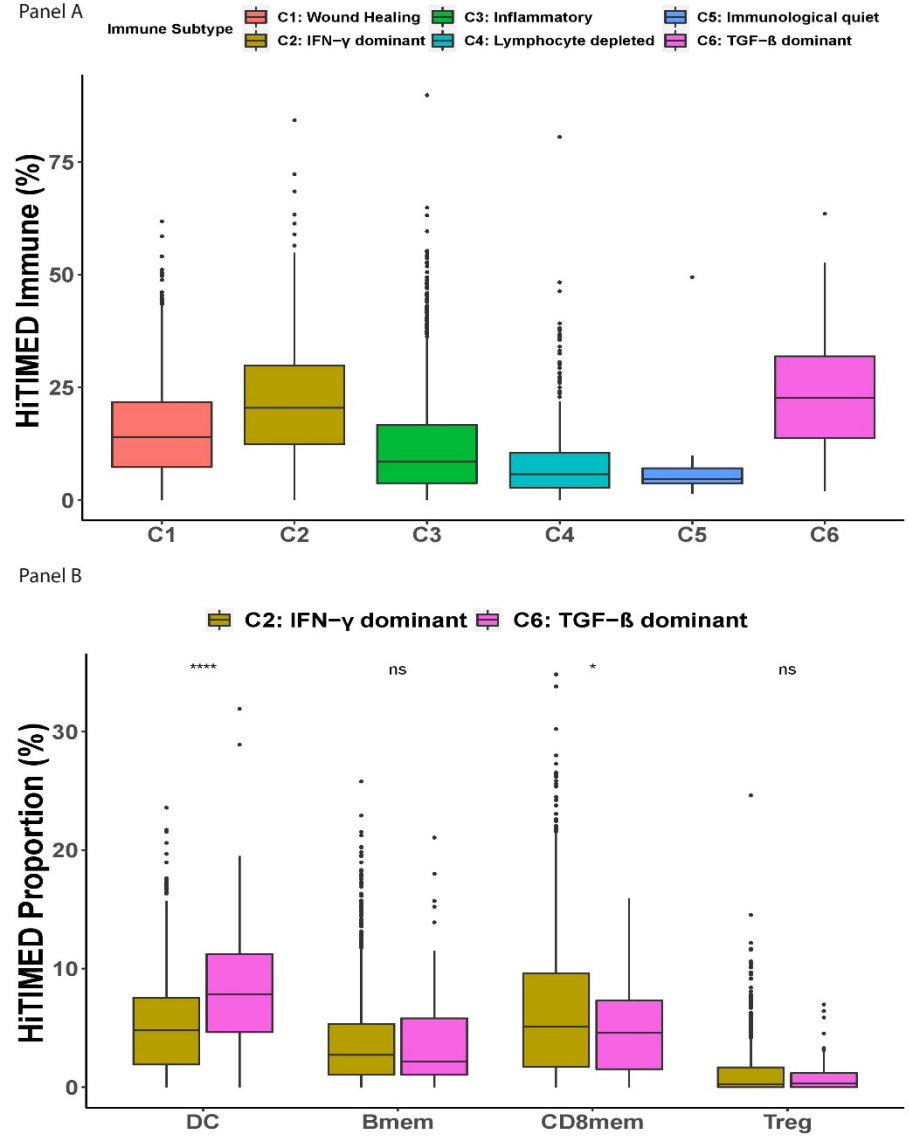 Panel A
Immune Subtype
C1: Wound Healing C3: Inflammatory C5: Immunological quiet
C2: IFN−γ dominant C4: Lymphocyte depleted C6: TGF−ß dominant
HiTIMED Immune (%)
75
50
25
0
C1 C2 C3 C4 C5 C6
Panel B
C2: IFN−γ dominant C6: TGF−ß dominant
**** ns * ns
HiTIMED Proportion (%)
30
20
10
0
DC Bmem CD8mem Treg